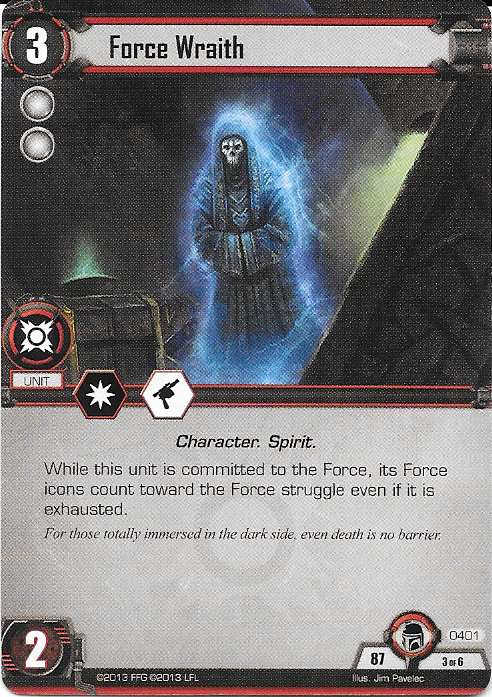 3
Force Wraith
UNIT
Character. Spirit.
While this unit is committed to the Force, its Force
icons count toward the Force struggle even if it is
exhausted.
For those totally immersed in the dark side, even death is no barrier.
2
0401
87
3 OF 6
©2013 FFG ©2013 LFL
Illus. Jim Pavelec